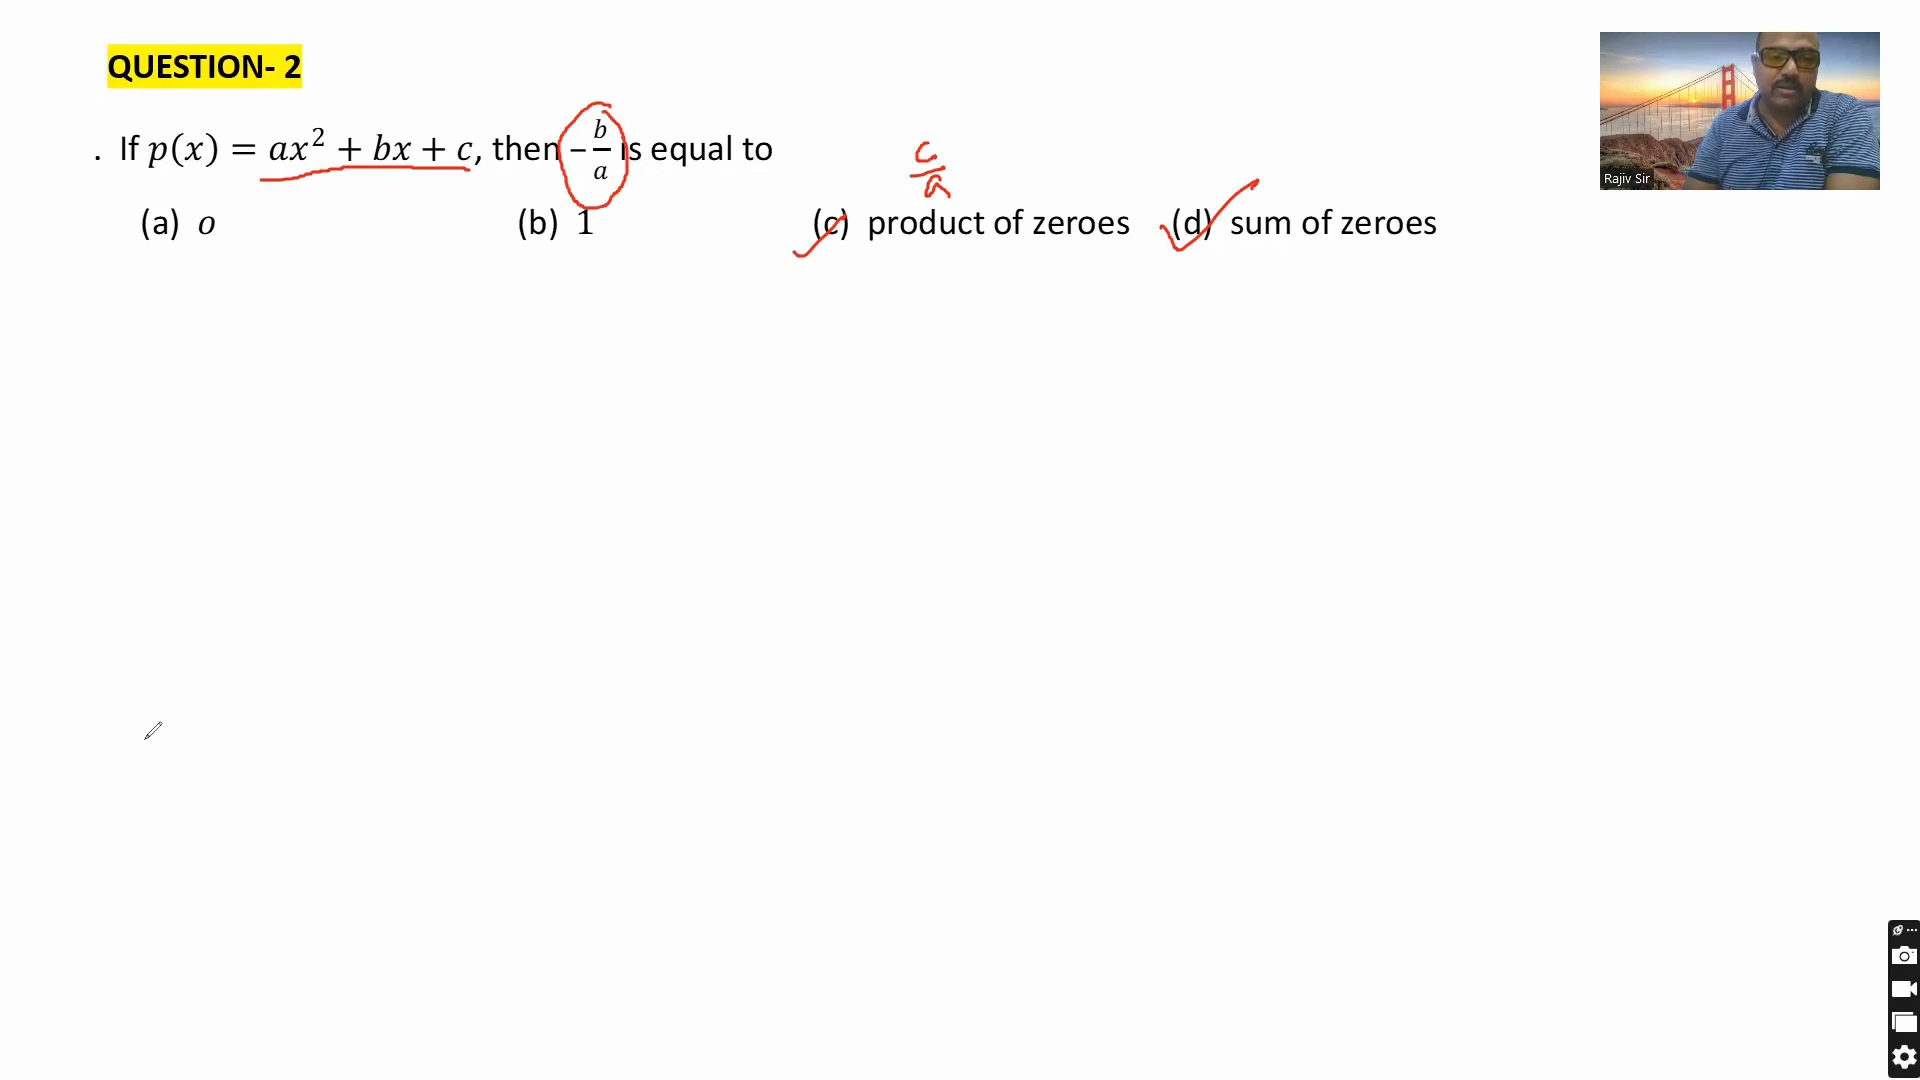 QUESTION- 2
. If p(x) = ax² + bx + c, then −b/a is equal to
c/a
(a) o (b) 1 (c) product of zeroes (d) sum of zeroes
Rajiv Sir